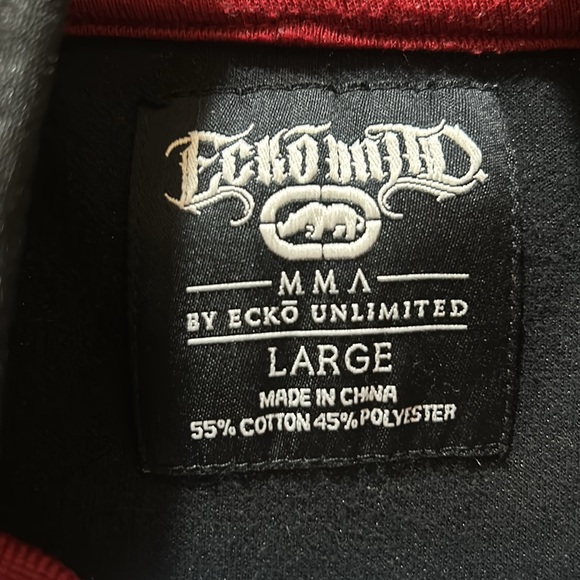 Eckō Unltd.
MMA
BY ECKŌ UNLIMITED
LARGE
MADE IN CHINA
55% COTTON 45% POLYESTER